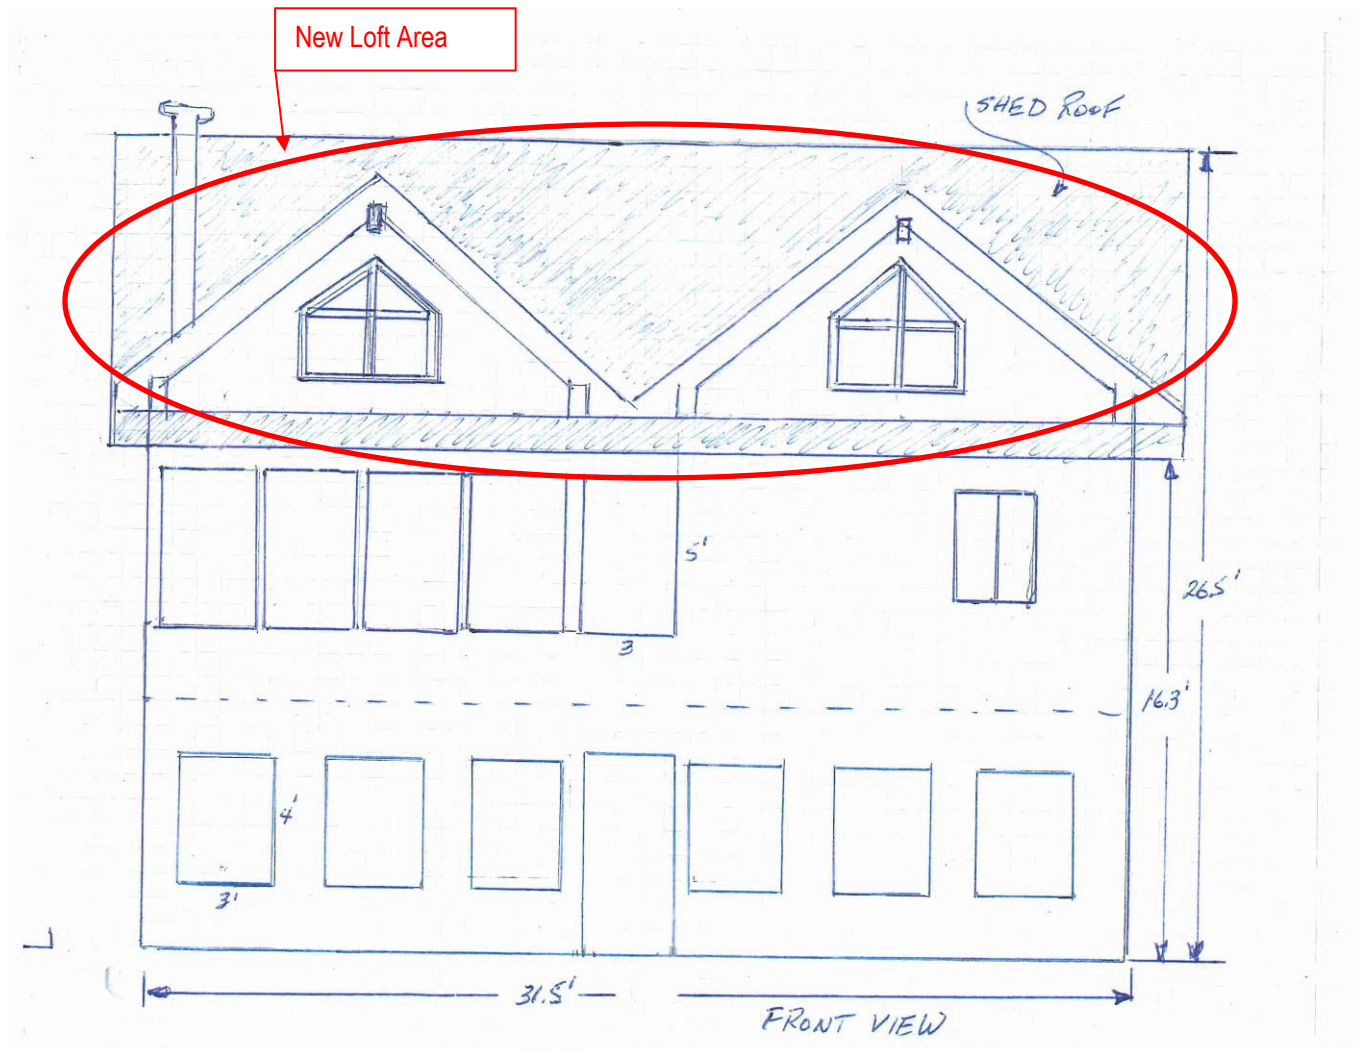 New Loft Area
SHED ROOF
5'
26.5'
3
16.3'
4'
3'
31.5'
FRONT VIEW